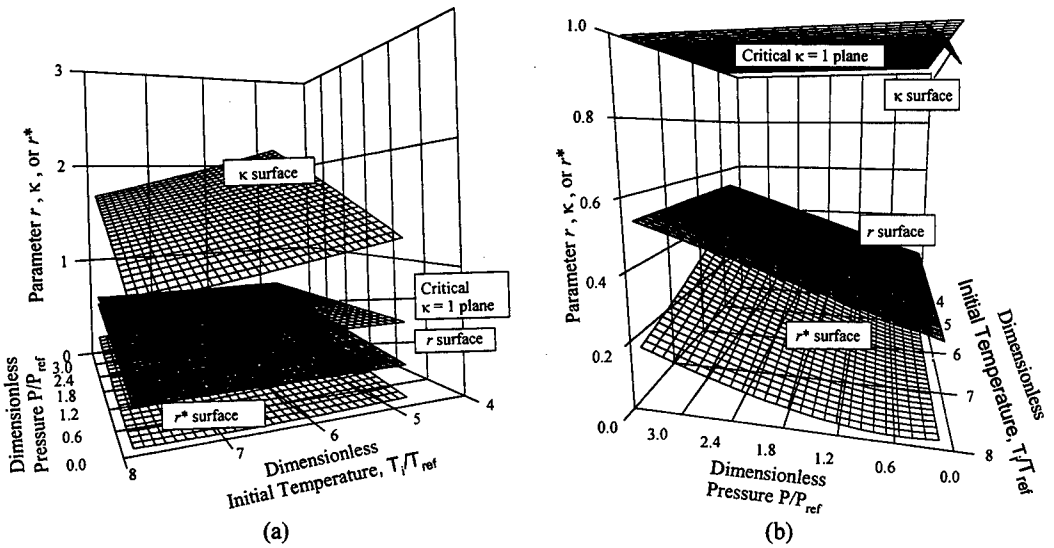 (a)
3
2
1
0
Parameter r, κ, or r*
κ surface
Critical
κ = 1 plane
r surface
r* surface
3.0
2.4
1.8
1.2
0.6
0.0
Dimensionless
Pressure P/Pref
8
7
6
5
4
Dimensionless
Initial Temperature, Ti/Tref
(a)
(b)
1.0
0.8
0.6
0.4
0.2
0.0
Parameter r, κ, or r*
Critical κ = 1 plane
κ surface
r surface
r* surface
3.0
2.4
1.8
1.2
0.6
0.0
Dimensionless
Pressure P/Pref
4
5
6
7
8
Dimensionless
Initial Temperature, Ti/Tref
(b)